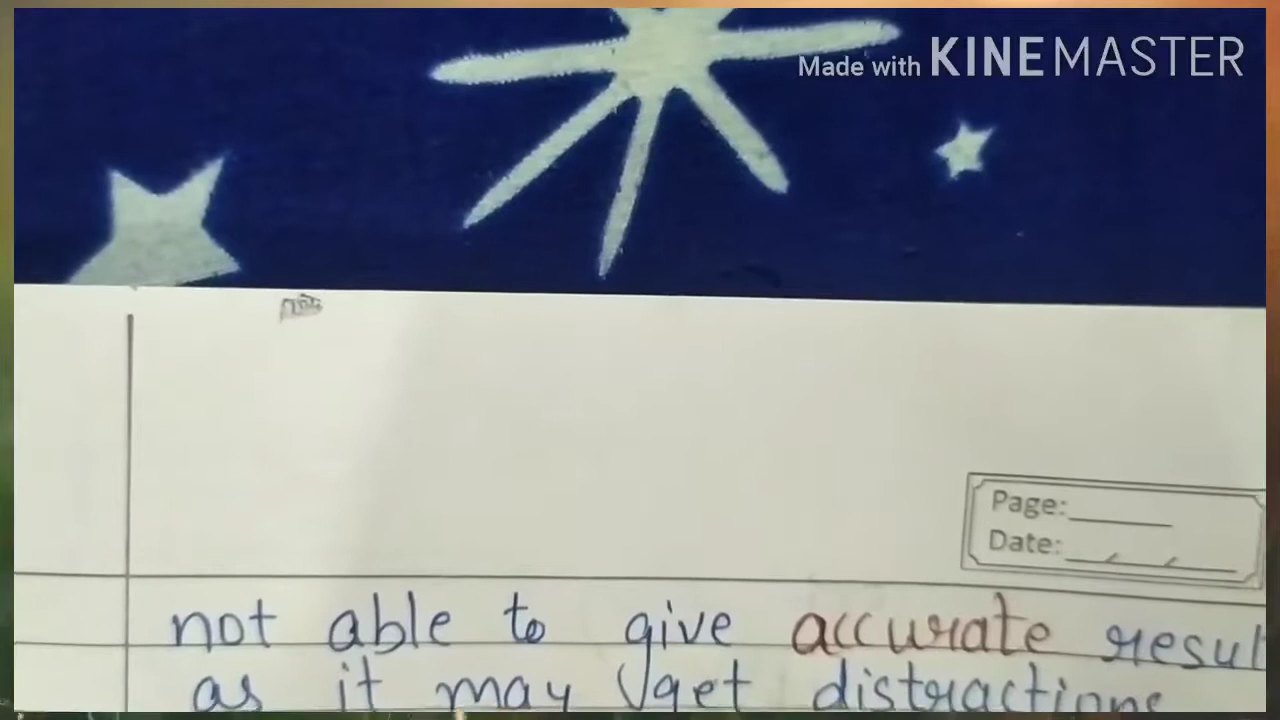 Made with KINEMASTER
Page:
Date:
not able to give accurate resul
as it may get distractions